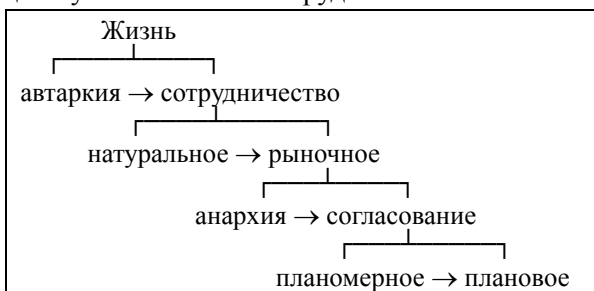 Жизнь
автаркия → сотрудничество
натуральное → рыночное
анархия → согласование
планомерное → плановое